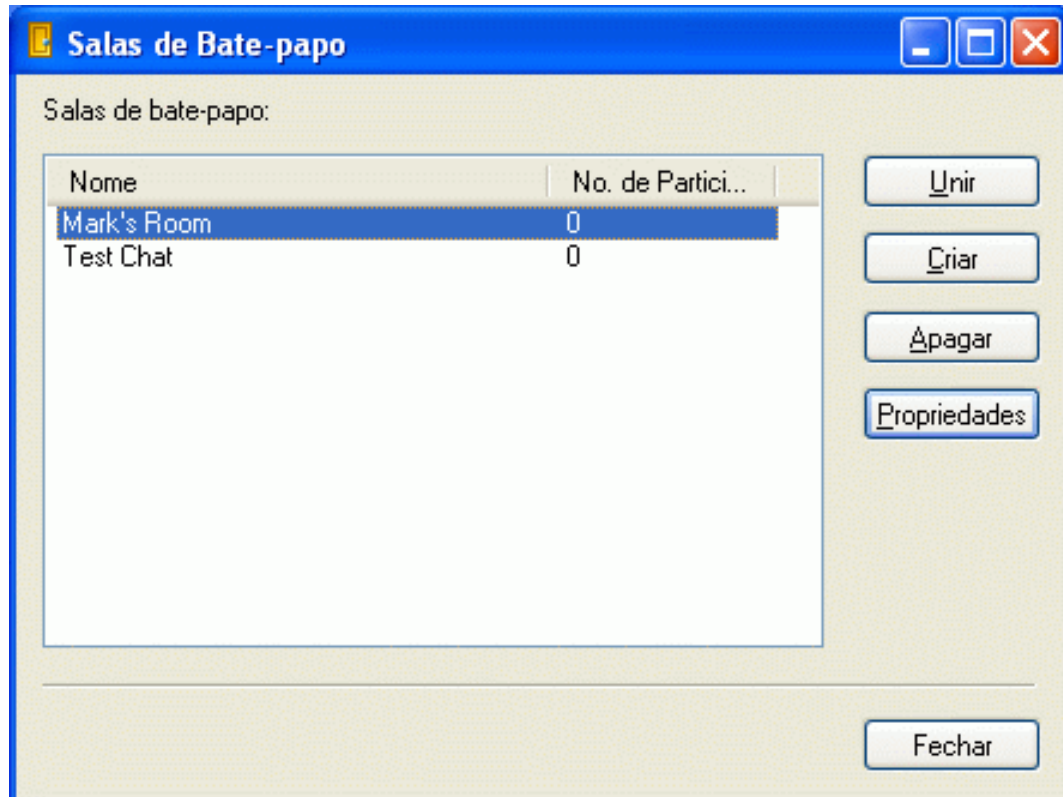 Salas de Bate-papo
Salas de bate-papo:
Nome No. de Partici...
Mark's Room 0
Test Chat 0
Unir
Criar
Apagar
Propriedades
Fechar